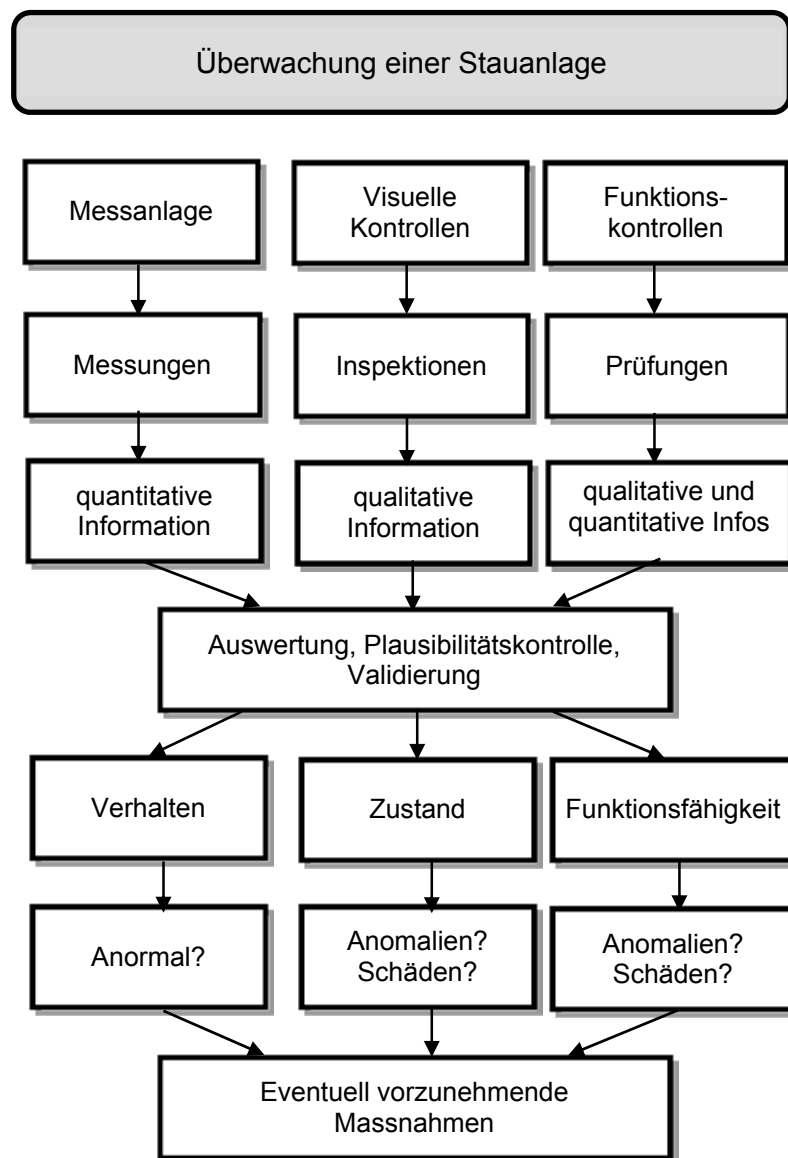 Überwachung einer Stauanlage
Messanlage
Visuelle
Kontrollen
Funktions-
kontrollen
Messungen
Inspektionen
Prüfungen
quantitative
Information
qualitative
Information
qualitative und
quantitative Infos
Auswertung, Plausibilitätskontrolle,
Validierung
Verhalten
Zustand
Funktionsfähigkeit
Anormal?
Anomalien?
Schäden?
Anomalien?
Schäden?
Eventuell vorzunehmende
Massnahmen